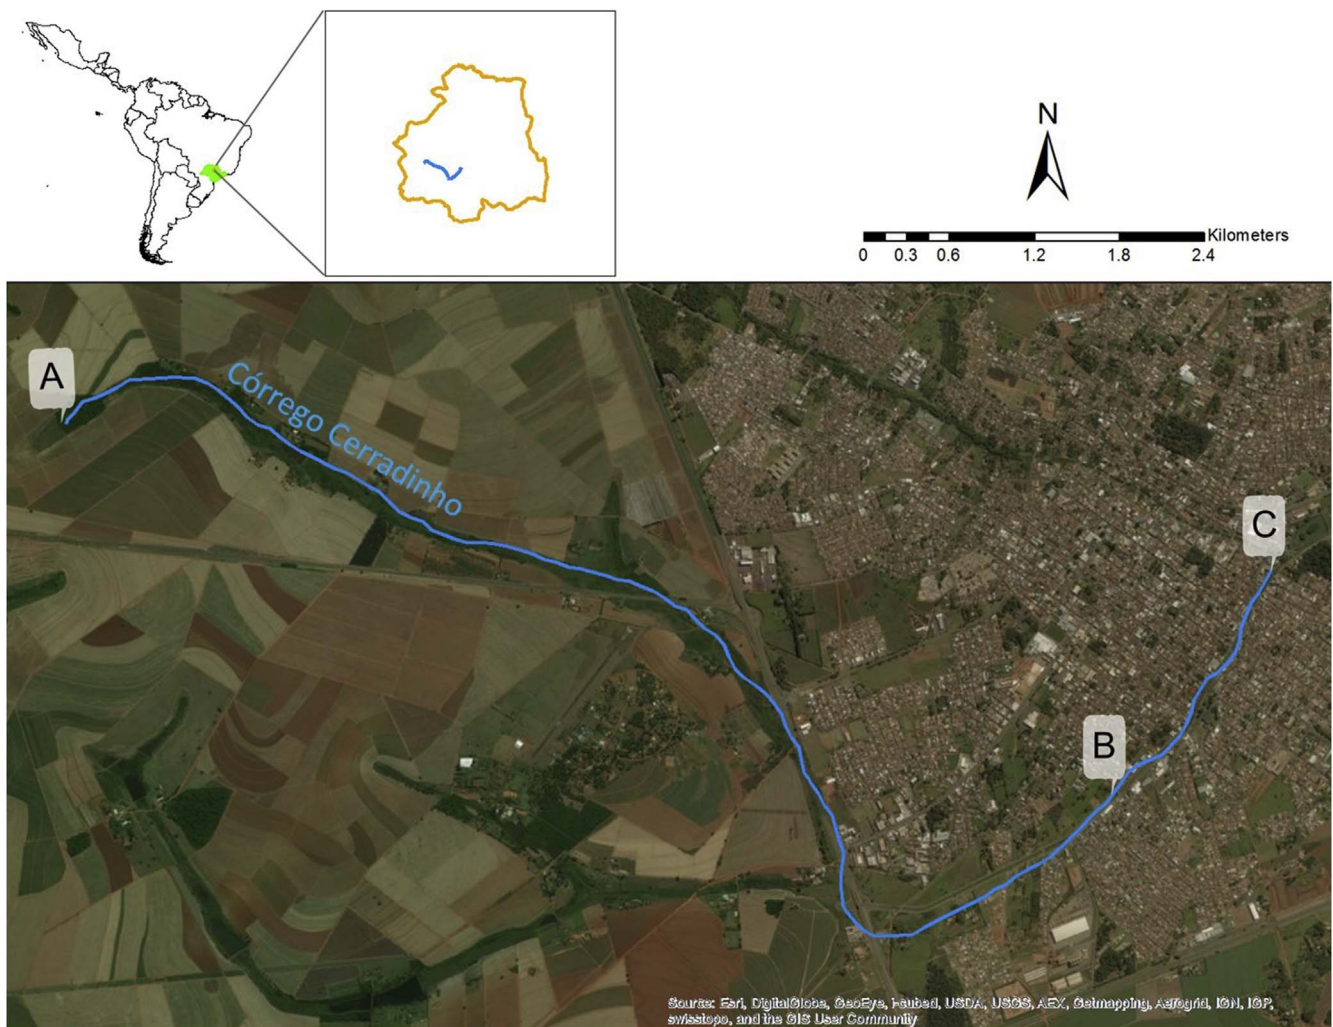 N
Kilometers
0 0.3 0.6 1.2 1.8 2.4
A
Córrego Cerradinho
C
B
Source: Esri, DigitalGlobe, GeoEye, i-cubed, USDA, USGS, AEX, Getmapping, Aerogrid, IGN, IGP,
swisstopo, and the GIS User Community